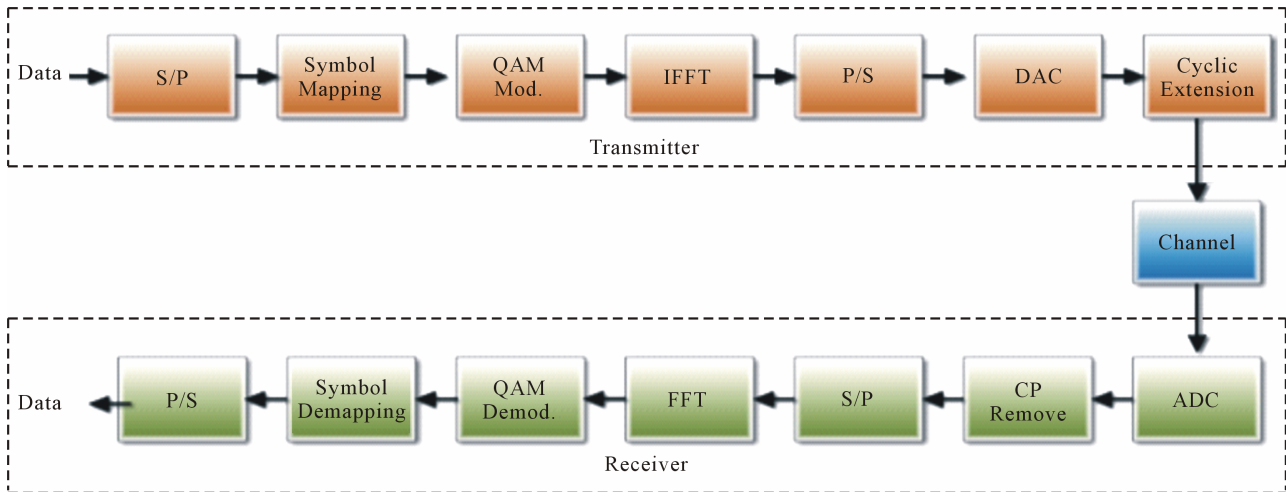 Data
S/P
Symbol
Mapping
QAM
Mod.
IFFT
P/S
DAC
Cyclic
Extension
Transmitter
Channel
Data
P/S
Symbol
Demapping
QAM
Demod.
FFT
S/P
CP
Remove
ADC
Receiver